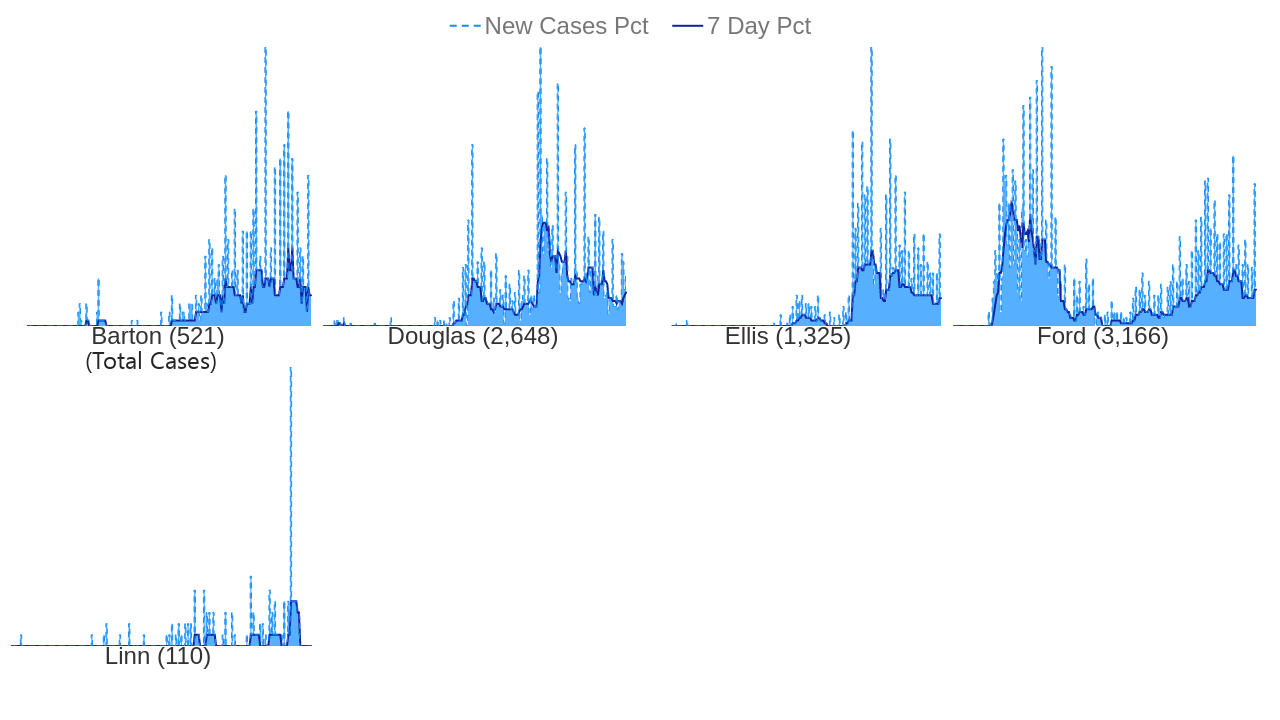 New Cases Pct 7 Day Pct
Barton (521)
(Total Cases)
Douglas (2,648)
Ellis (1,325)
Ford (3,166)
Linn (110)